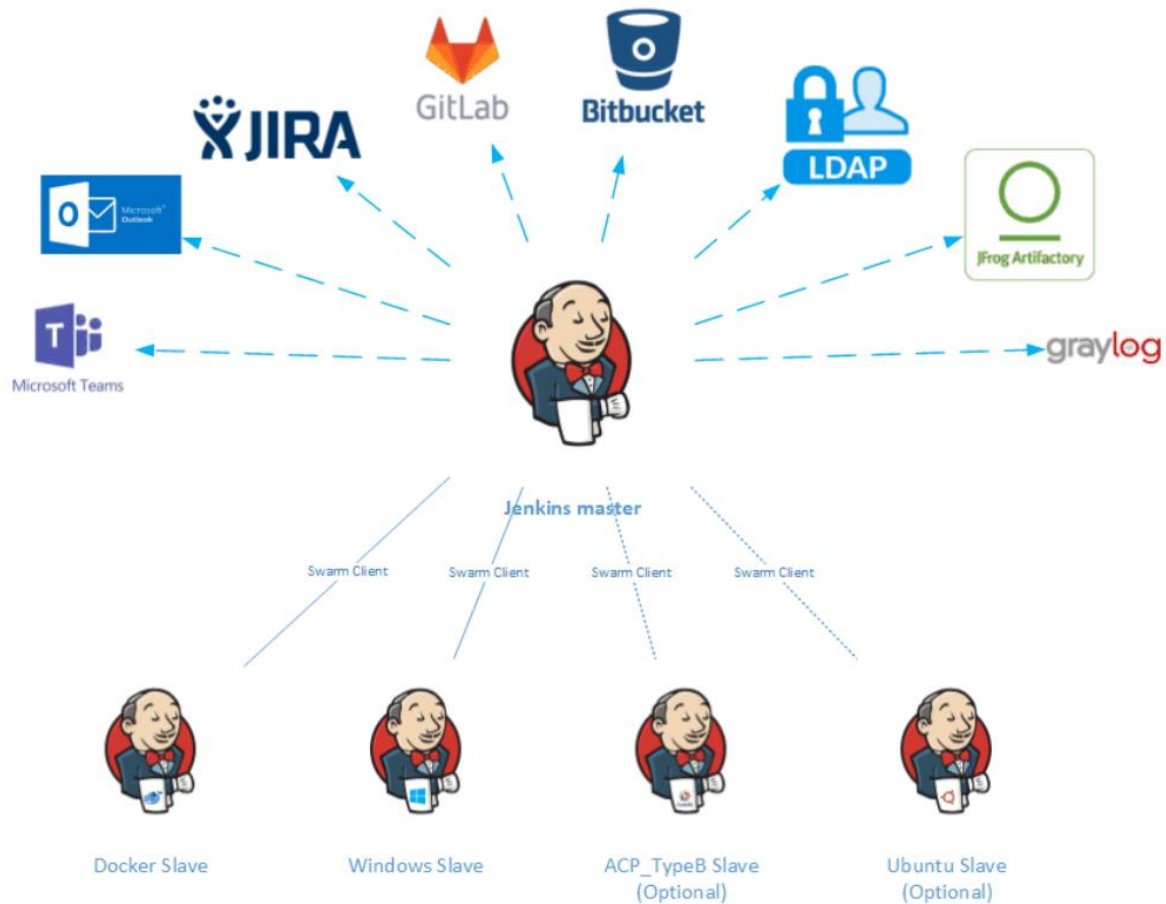 GitLab
Bitbucket
JIRA
LDAP
Microsoft®
Outlook
JFrog Artifactory
T
Microsoft Teams
graylog
Jenkins master
Swarm Client
Swarm Client
Swarm Client
Swarm Client
Docker Slave
Windows Slave
ACP_TypeB Slave
(Optional)
Ubuntu Slave
(Optional)